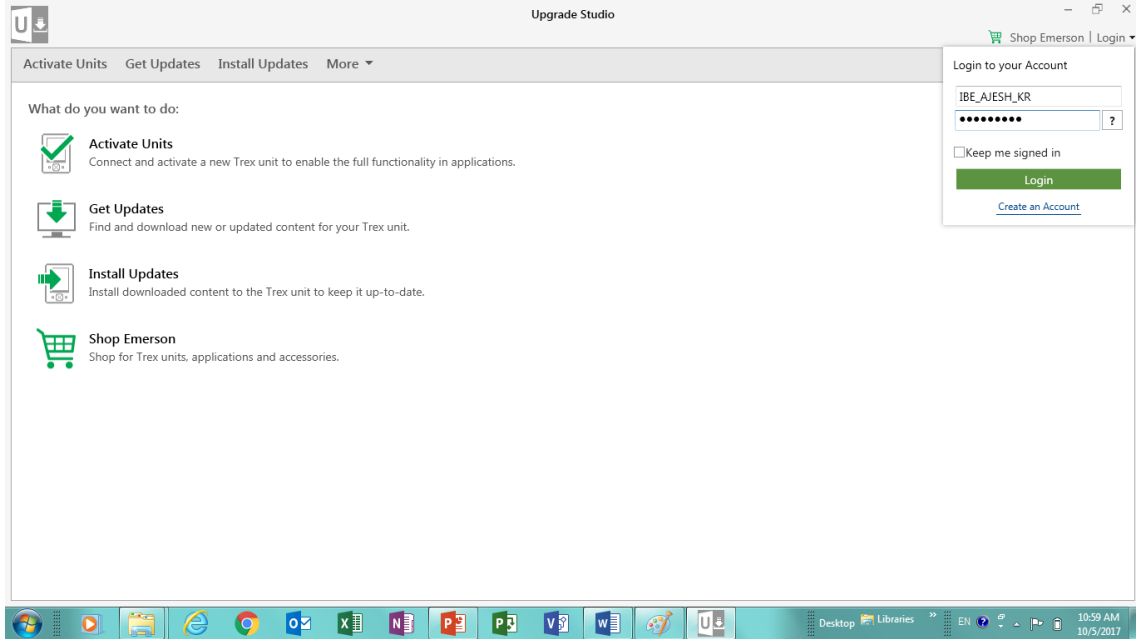 Upgrade Studio
Shop Emerson | Login
Activate Units Get Updates Install Updates More
Login to your Account
IBE_AJESH_KR
•••••••••
?
Keep me signed in
Login
Create an Account
What do you want to do:
Activate Units
Connect and activate a new Trex unit to enable the full functionality in applications.
Get Updates
Find and download new or updated content for your Trex unit.
Install Updates
Install downloaded content to the Trex unit to keep it up-to-date.
Shop Emerson
Shop for Trex units, applications and accessories.
Desktop Libraries » EN 10:59 AM
10/5/2017